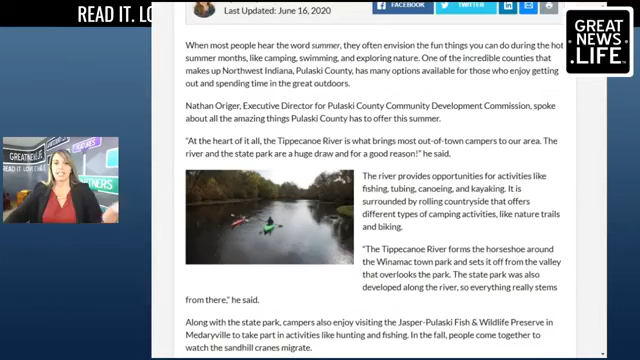 READ IT. LO
Last Updated: June 16, 2020
FACEBOOK
TWITTER
GREAT
NEWS
.LIFE
When most people hear the word summer, they often envision the fun things you can do during the hot
summer months, like camping, swimming, and exploring nature. One of the incredible counties that
makes up Northwest Indiana, Pulaski County, has many options available for those who enjoy getting
out and spending time in the great outdoors.
Nathan Origer, Executive Director for Pulaski County Community Development Commission, spoke
about all the amazing things Pulaski County has to offer this summer.
"At the heart of it all, the Tippecanoe River is what brings most out-of-town campers to our area. The
river and the state park are a huge draw and for a good reason!" he said.
The river provides opportunities for activities like
fishing, tubing, canoeing, and kayaking. It is
surrounded by rolling countryside that offers
different types of camping activities, like nature trails
and biking.
"The Tippecanoe River forms the horseshoe around
the Winamac town park and sets it off from the valley
that overlooks the park. The state park was also
developed along the river, so everything really stems
from there," he said.
Along with the state park, campers also enjoy visiting the Jasper-Pulaski Fish & Wildlife Preserve in
Medaryville to take part in activities like hunting and fishing. In the fall, people come together to
watch the sandhill cranes migrate.